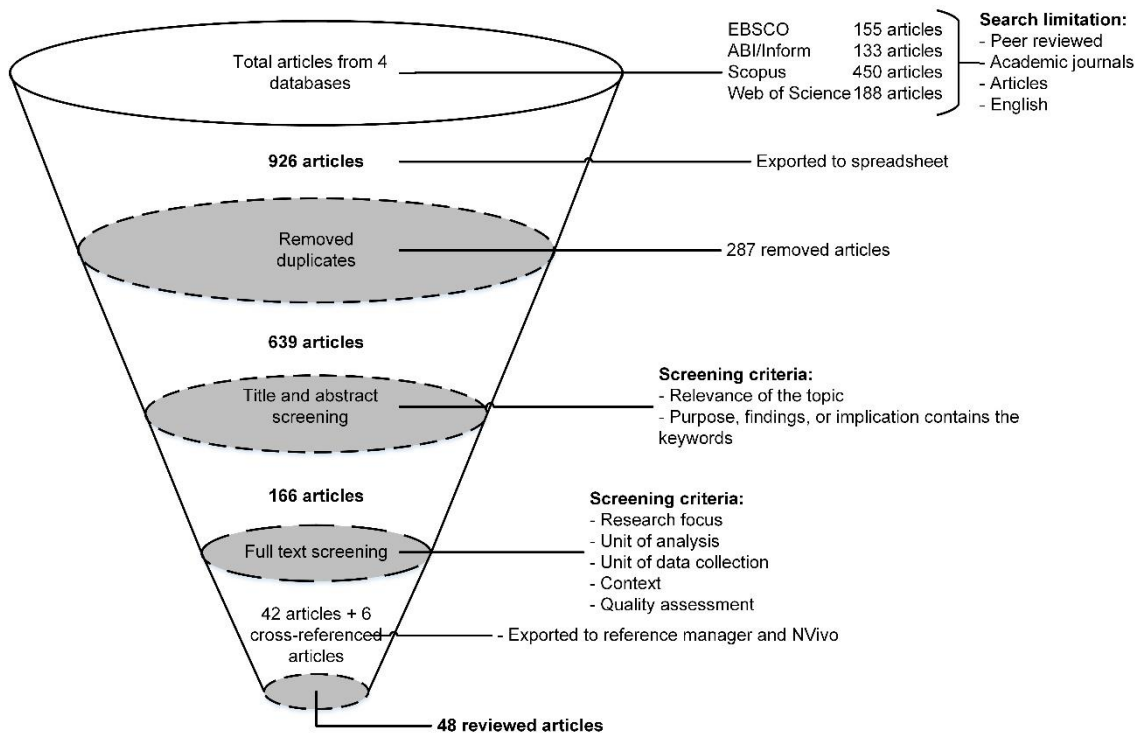 Total articles from 4
databases
EBSCO 155 articles
ABI/Inform 133 articles
Scopus 450 articles
Web of Science 188 articles
Search limitation:
- Peer reviewed
- Academic journals
- Articles
- English
926 articles
Exported to spreadsheet
Removed
duplicates
287 removed articles
639 articles
Title and abstract
screening
Screening criteria:
- Relevance of the topic
- Purpose, findings, or implication contains the
keywords
166 articles
Full text screening
Screening criteria:
- Research focus
- Unit of analysis
- Unit of data collection
- Context
- Quality assessment
42 articles + 6
cross-referenced
articles
- Exported to reference manager and NVivo
48 reviewed articles